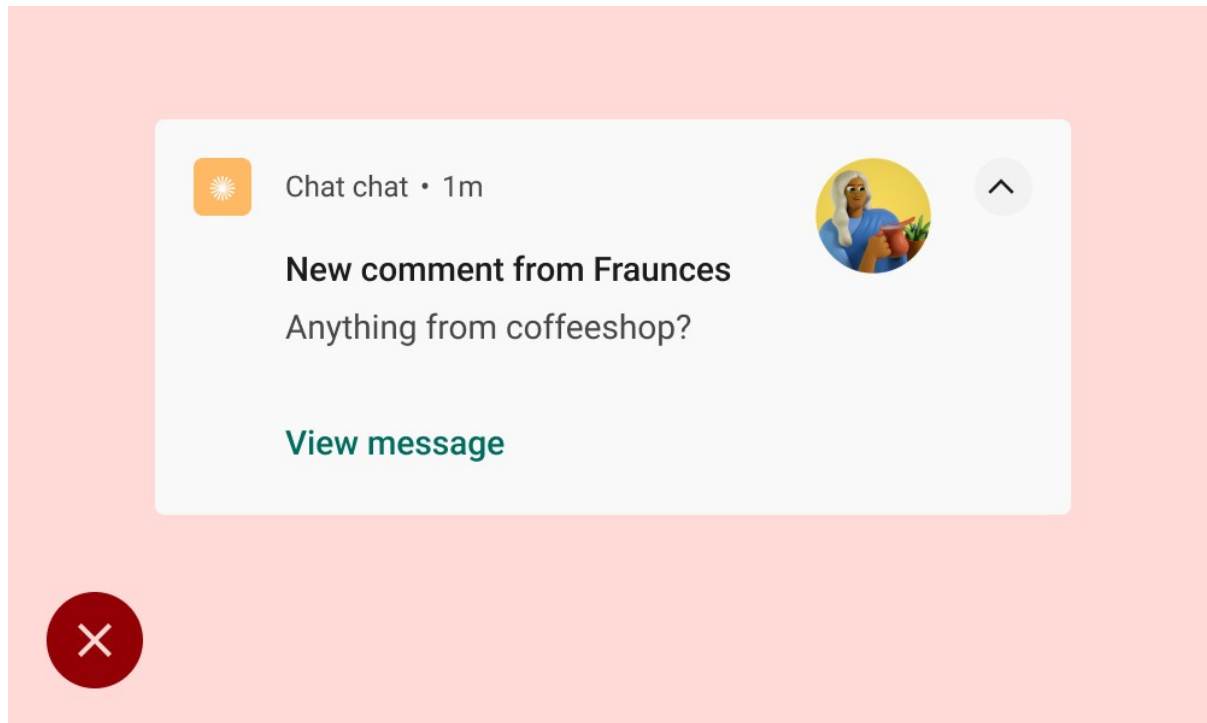 Chat chat • 1m
New comment from Fraunces
Anything from coffeeshop?
View message